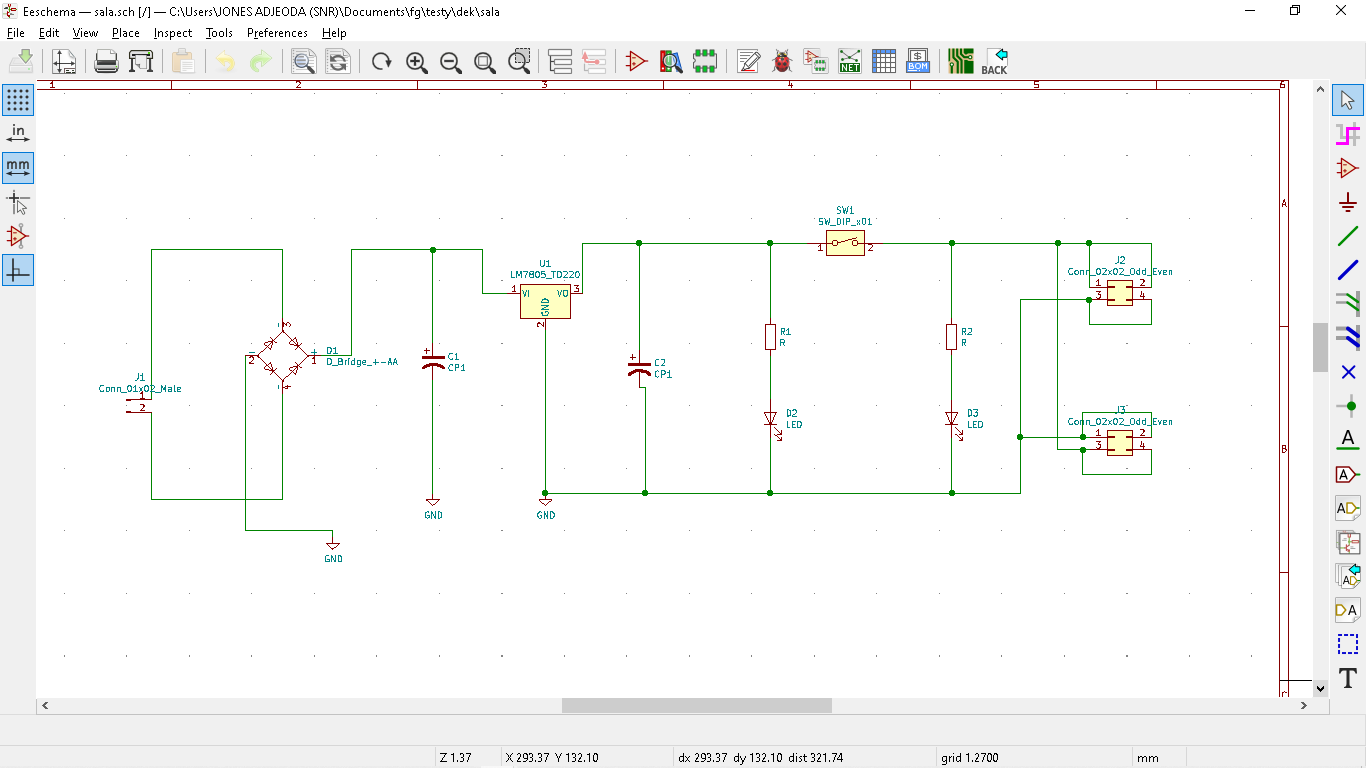 Eeschema — sala.sch [/] — C:\Users\JONES ADJEODA (SNR)\Documents\fg\testy\dek\sala
File Edit View Place Inspect Tools Preferences Help
NET
BOM
BACK
1 2 3 4 5 6
in
mm
A
B
C
SW1
SW_DIP_x01
1 2
U1
LM7805_TO220
1 VI VO 3
GND
2
J2
Conn_02x02_Odd_Even
1 2
3 4
3
D1
2 - + 1
D_Bridge_+-AA
4
R1
R
R2
R
+ C1
CP1
+ C2
CP1
J1
Conn_01x02_Male
1
2
D2
LED
D3
LED
J3
Conn_02x02_Odd_Even
1 2
3 4
GND
GND
GND
A
A
AD
AD
DA
T
Z 1.37 X 293.37 Y 132.10 dx 293.37 dy 132.10 dist 321.74 grid 1.2700 mm